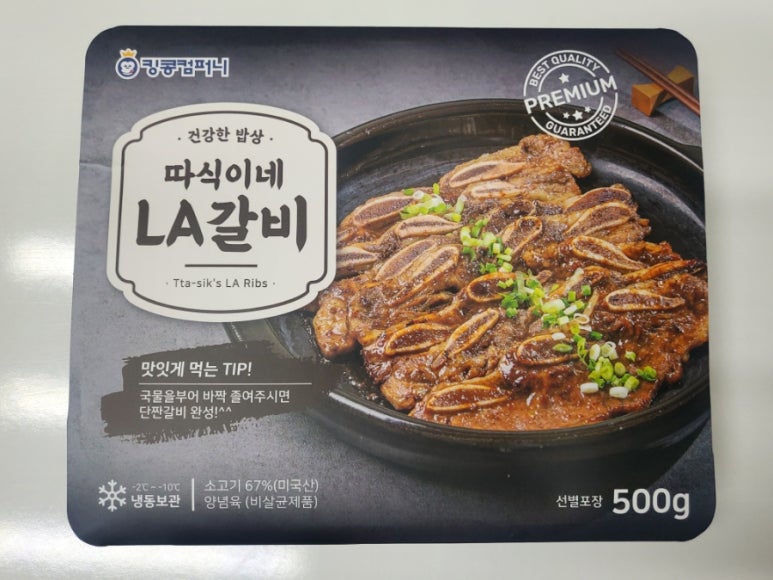 킹콩컴퍼니
BEST QUALITY
PREMIUM
GUARANTEED
· 건강한 밥상 ·
따식이네
LA갈비
· Tta-sik's LA Ribs ·
맛있게 먹는 TIP!
국물을부어 바짝 졸여주시면
단짠갈비 완성!^^
-2℃ ~ -10℃
냉동보관
소고기 67%(미국산)
양념육 (비살균제품)
선별포장 500g